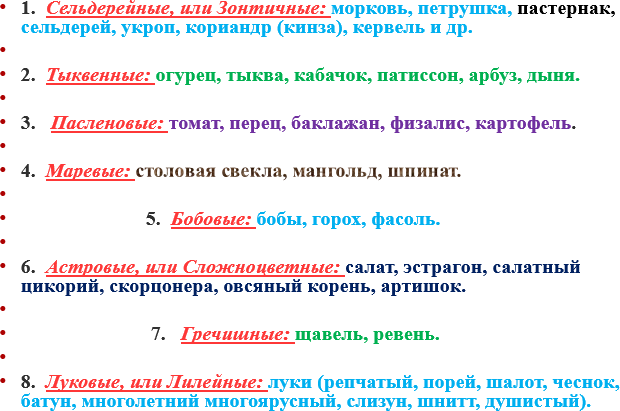 1. Сельдерейные, или Зонтичные: морковь, петрушка, пастернак,
сельдерей, укроп, кориандр (кинза), кервель и др.
2. Тыквенные: огурец, тыква, кабачок, патиссон, арбуз, дыня.
3. Пасленовые: томат, перец, баклажан, физалис, картофель.
4. Маревые: столовая свекла, мангольд, шпинат.
5. Бобовые: бобы, горох, фасоль.
6. Астровые, или Сложноцветные: салат, эстрагон, салатный
цикорий, скорцонера, овсяный корень, артишок.
7. Гречишные: щавель, ревень.
8. Луковые, или Лилейные: луки (репчатый, порей, шалот, чеснок,
батун, многолетний многоярусный, слизун, шнитт, душистый).